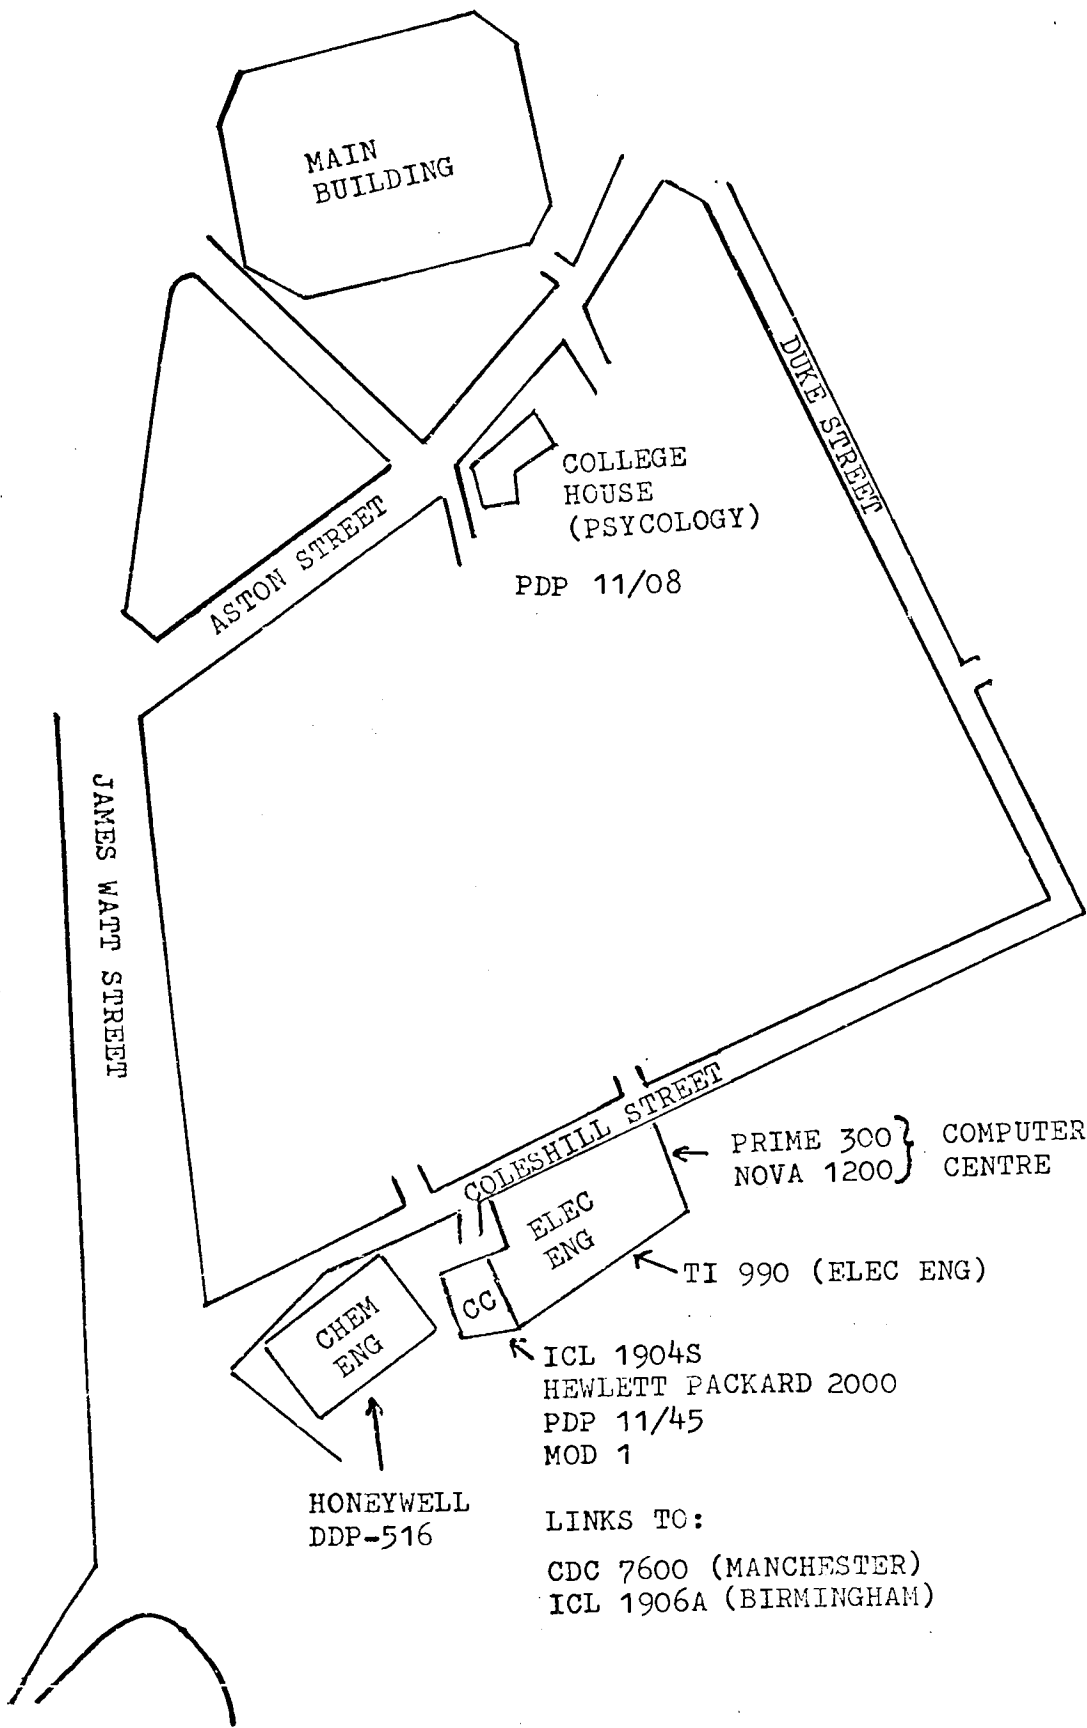 MAIN
BUILDING
DUKE STREET
COLLEGE
HOUSE
(PSYCOLOGY)
PDP 11/08
ASTON STREET
JAMES WATT STREET
COLESHILL STREET
PRIME 300} COMPUTER
NOVA 1200} CENTRE
ELEC
ENG
TI 990 (ELEC ENG)
CC
CHEM
ENG
ICL 1904S
HEWLETT PACKARD 2000
PDP 11/45
MOD 1
HONEYWELL
DDP-516
LINKS TO:
CDC 7600 (MANCHESTER)
ICL 1906A (BIRMINGHAM)